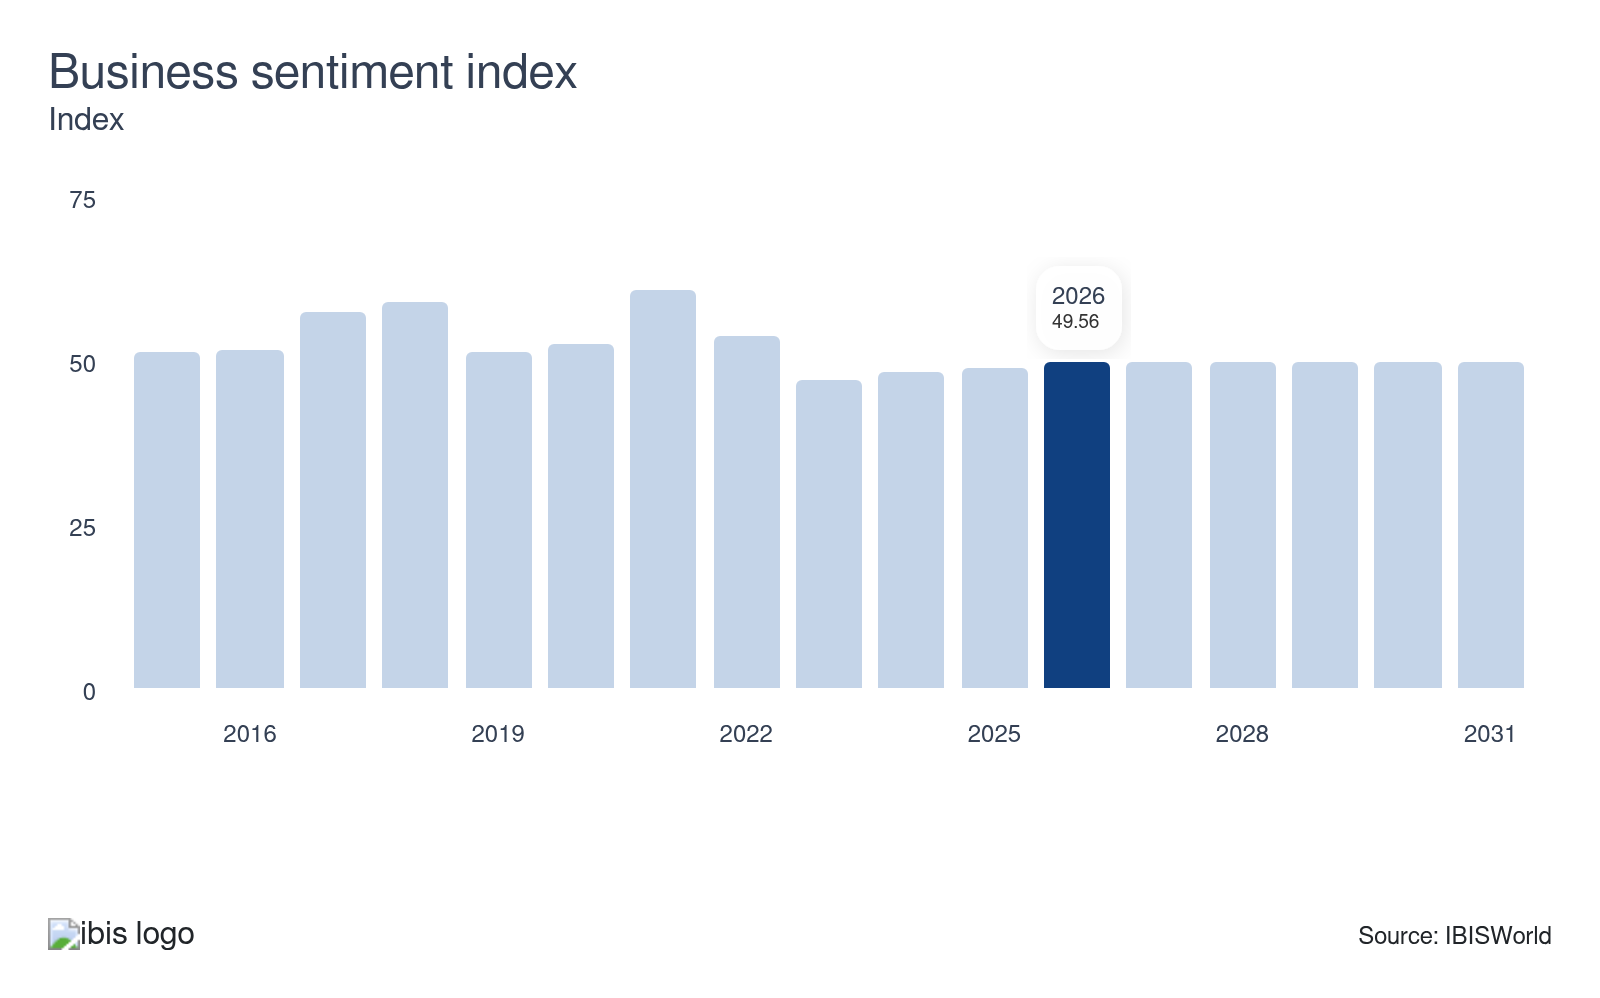 Business sentiment index
Index
75
50
25
0
2026
49.56
2016 2019 2022 2025 2028 2031
ibis logo
Source: IBISWorld